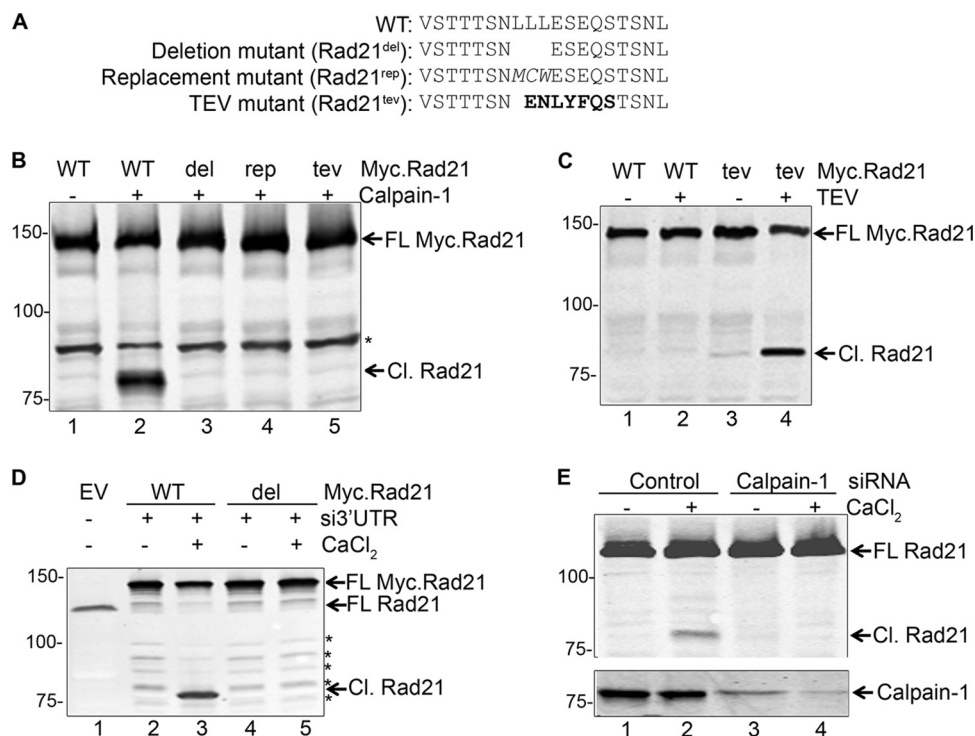 A
WT: VSTTTSNLLLESEQSTSNL
Deletion mutant (Rad21del): VSTTTSN ESEQSTSNL
Replacement mutant (Rad21rep): VSTTTSNMCWESEQSTSNL
TEV mutant (Rad21tev): VSTTTSN ENLYFQSTSNL
B
WT WT del rep tev Myc.Rad21
- + + + + Calpain-1
150-
FL Myc.Rad21
100-
*
Cl. Rad21
75-
1 2 3 4 5
C
WT WT tev tev Myc.Rad21
- + - + TEV
150-
FL Myc.Rad21
100-
Cl. Rad21
75-
1 2 3 4
D
EV WT del Myc.Rad21
- + + + + si3'UTR
- - + - + CaCl2
150-
FL Myc.Rad21
FL Rad21
100-
*
*
*
*
Cl. Rad21
75-
*
1 2 3 4 5
E
Control Calpain-1 siRNA
- + - + CaCl2
FL Rad21
100-
Cl. Rad21
75-
75-
Calpain-1
1 2 3 4